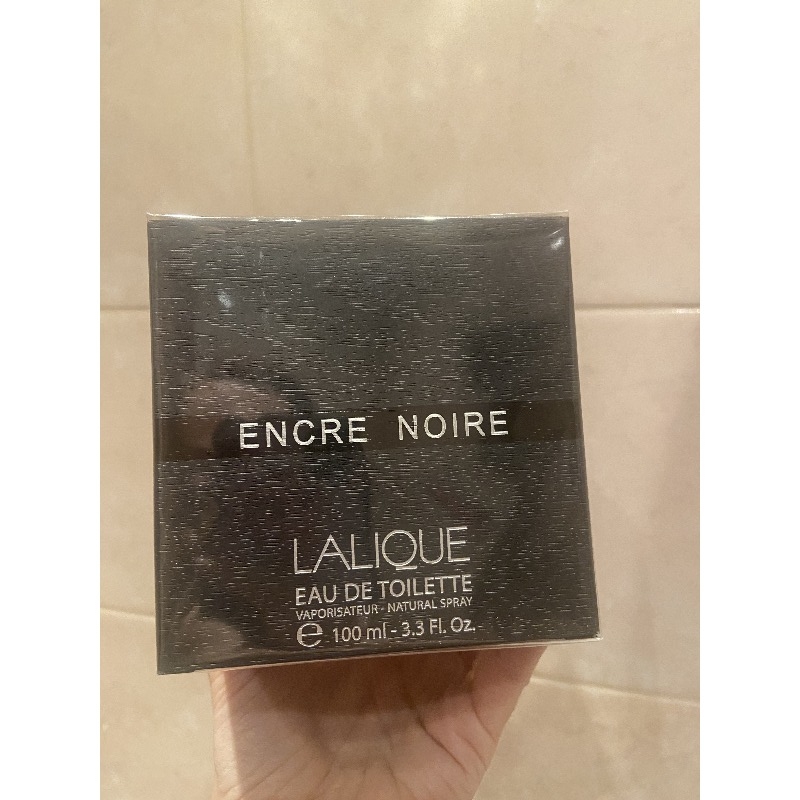 ENCRE NOIRE
LALIQUE
EAU DE TOILETTE
VAPORISATEUR - NATURAL SPRAY
℮ 100 ml - 3.3 Fl. Oz.